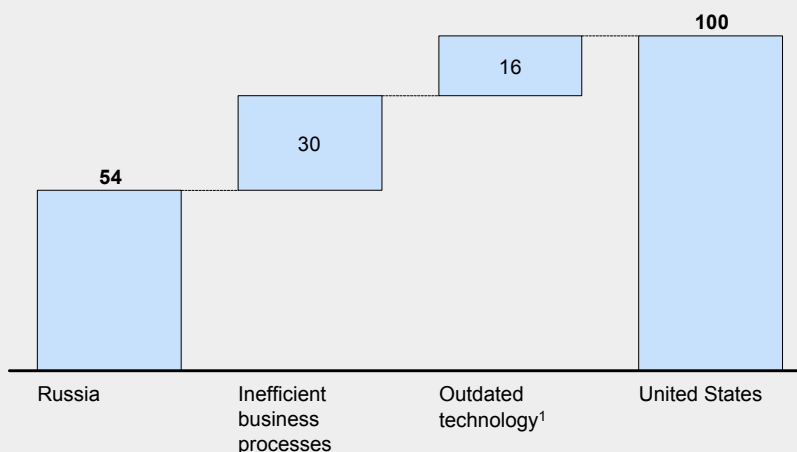 100
16
30
54
Russia
Inefficient
business
processes
Outdated
technology¹
United States